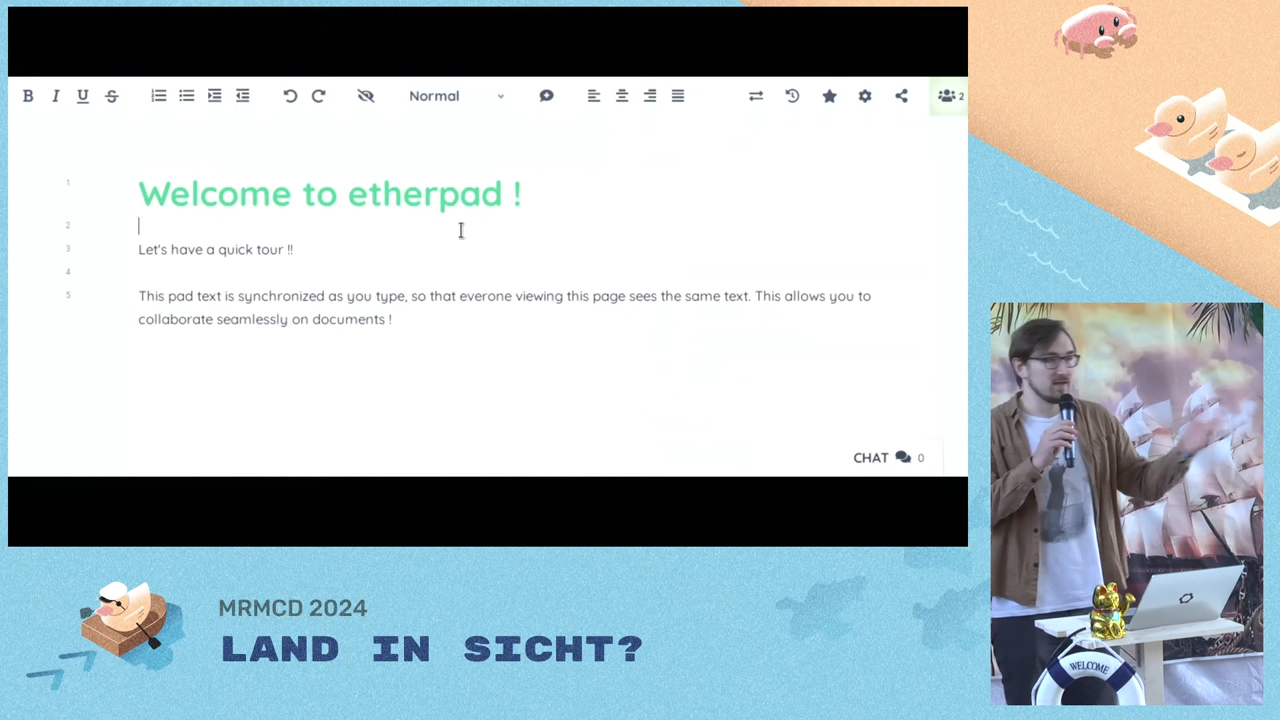 B I U S Normal 2
1 Welcome to etherpad !
2
3 Let's have a quick tour !!
4
5 This pad text is synchronized as you type, so that everone viewing this page sees the same text. This allows you to
collaborate seamlessly on documents !
CHAT 0
MRMCD 2024
LAND IN SICHT?
WELCOME